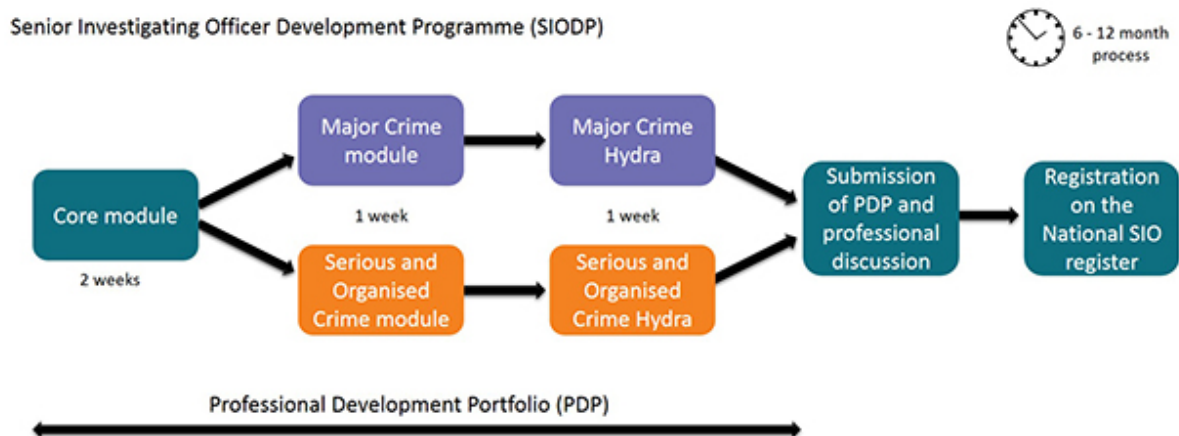 Senior Investigating Officer Development Programme (SIODP)
6 - 12 month
process
Core module
2 weeks
Major Crime
module
1 week
Serious and
Organised
Crime module
Major Crime
Hydra
1 week
Serious and
Organised
Crime Hydra
Submission
of PDP and
professional
discussion
Registration
on the
National SIO
register
Professional Development Portfolio (PDP)